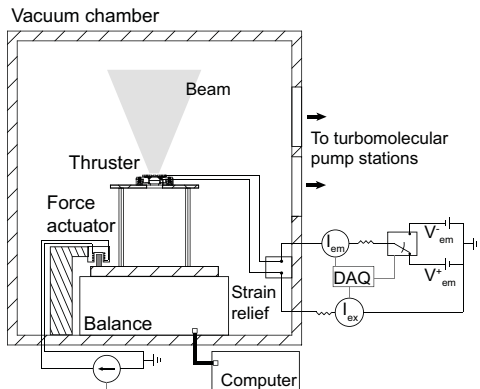 Vacuum chamber
Beam
To turbomolecular
pump stations
Thruster
Force
actuator
I_em
V^-_em
DAQ
V^+_em
Strain
relief
I_ex
Balance
Computer